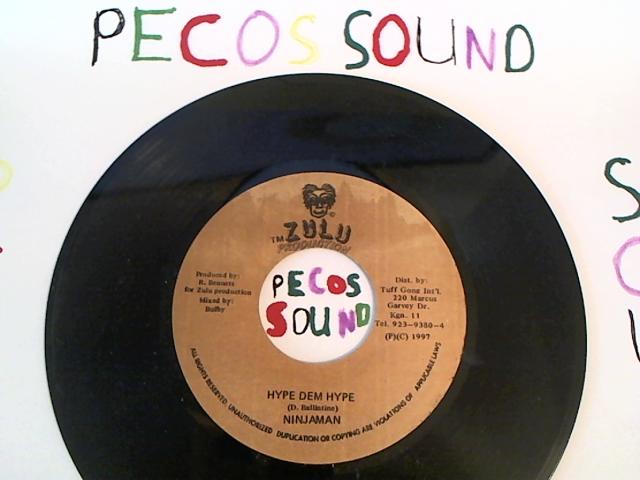 PECOS SOUND
ZULU
TM PRODUCTION
Produced by:
R. Bennett
for Zulu production
Mixed by:
Bulby
PECOS
SOUND
Dist. by:
Tuff Gong Int'l.
220 Marcus
Garvey Dr.
Kgn. 11
Tel. 923-9380-4
(P)(C) 1997
HYPE DEM HYPE
(D. Ballintine)
NINJAMAN
ALL RIGHTS RESERVED. UNAUTHORIZED DUPLICATION OR COPYING ARE VIOLATIONS OF APPLICABLE LAWS